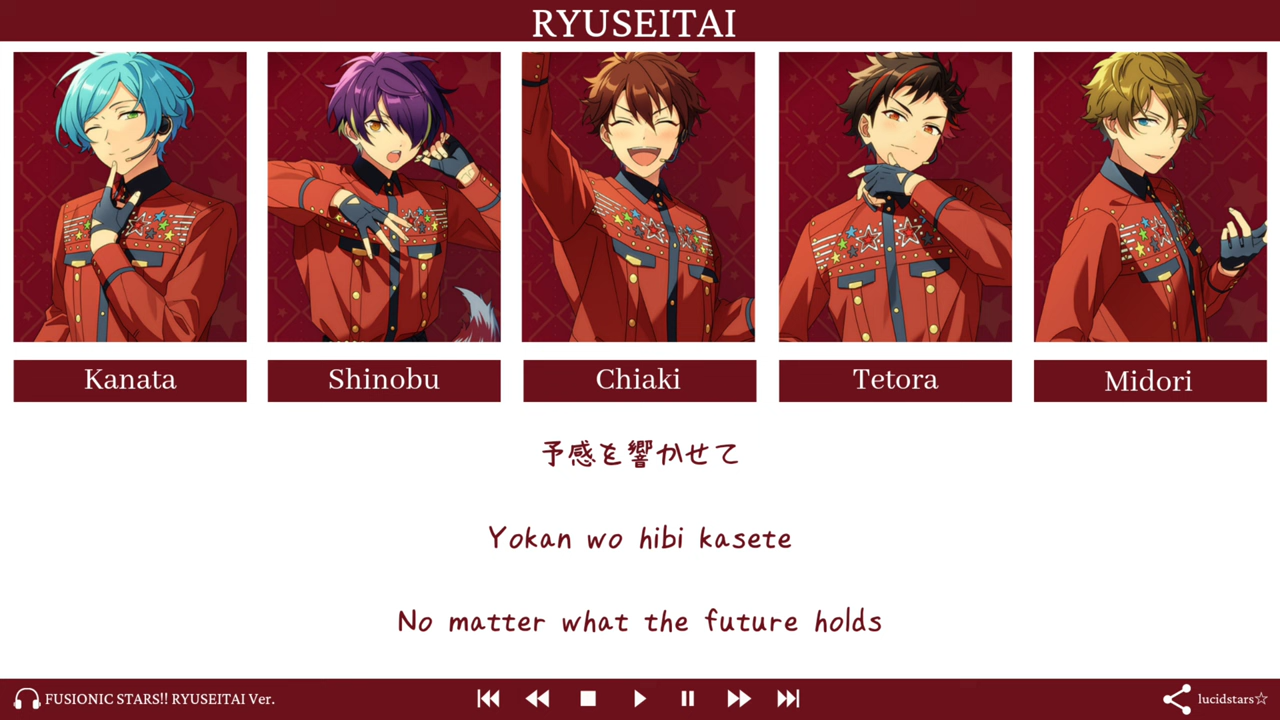 RYUSEITAI
Kanata
Shinobu
Chiaki
Tetora
Midori
予感を響かせて
Yokan wo hibi kasete
No matter what the future holds
FUSIONIC STARS!! RYUSEITAI Ver.
lucidstars☆